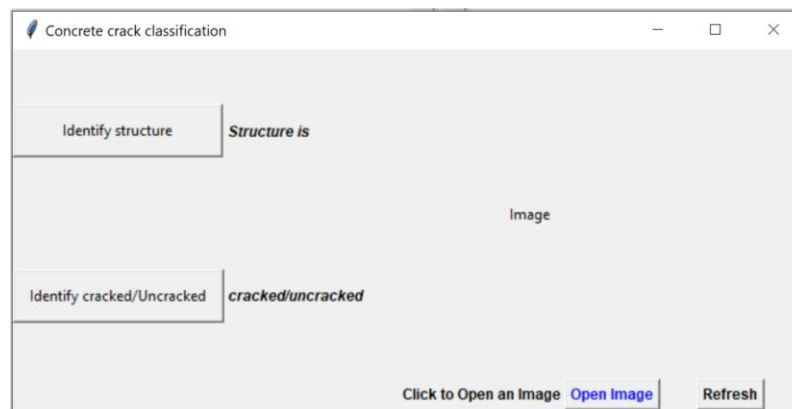 Concrete crack classification
Identify structure Structure is
Image
Identify cracked/Uncracked cracked/uncracked
Click to Open an Image Open Image Refresh